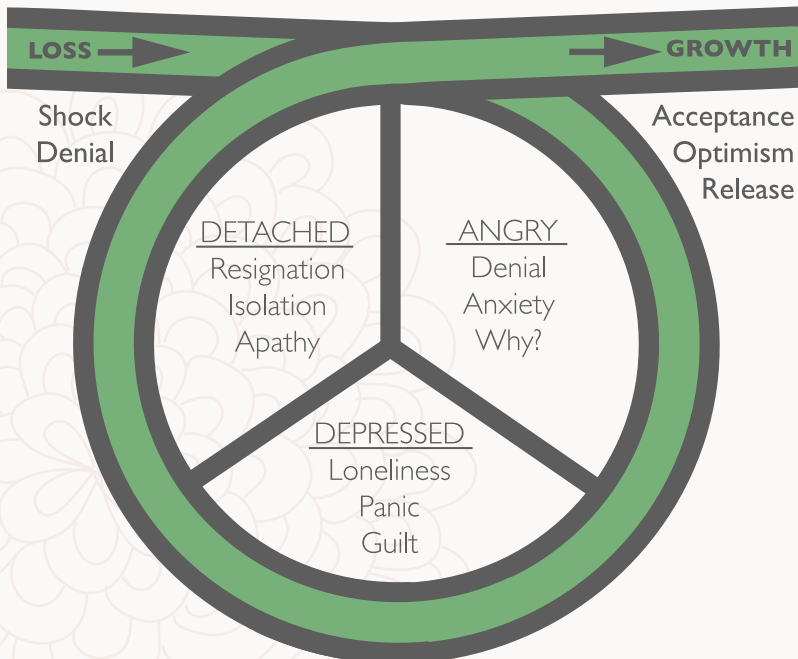 LOSS
GROWTH
Shock
Denial
Acceptance
Optimism
Release
DETACHED
Resignation
Isolation
Apathy
ANGRY
Denial
Anxiety
Why?
DEPRESSED
Loneliness
Panic
Guilt